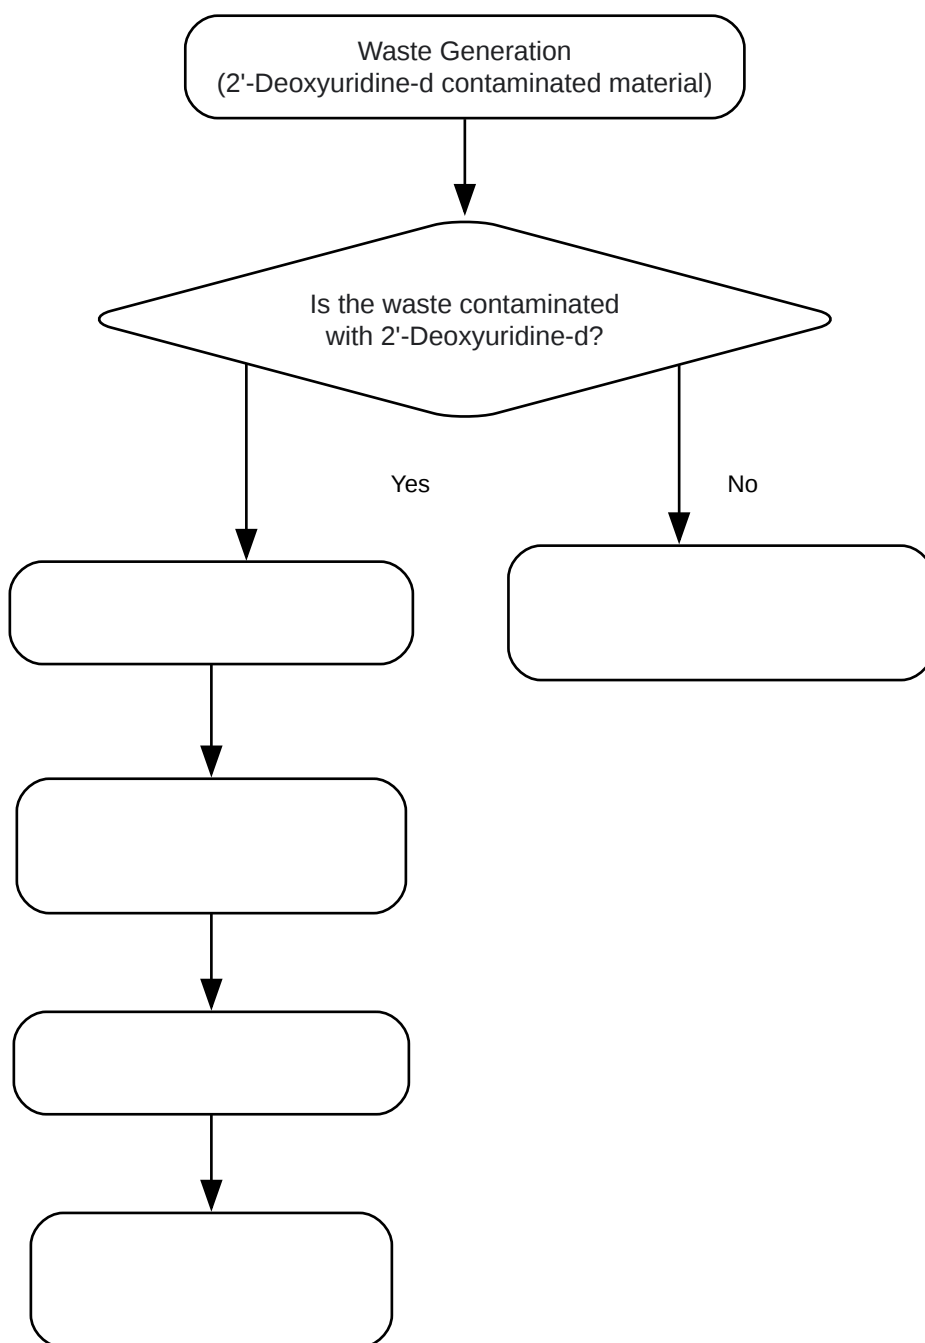 Waste Generation
(2'-Deoxyuridine-d contaminated material)
Is the waste contaminated
with 2'-Deoxyuridine-d?
Yes
No